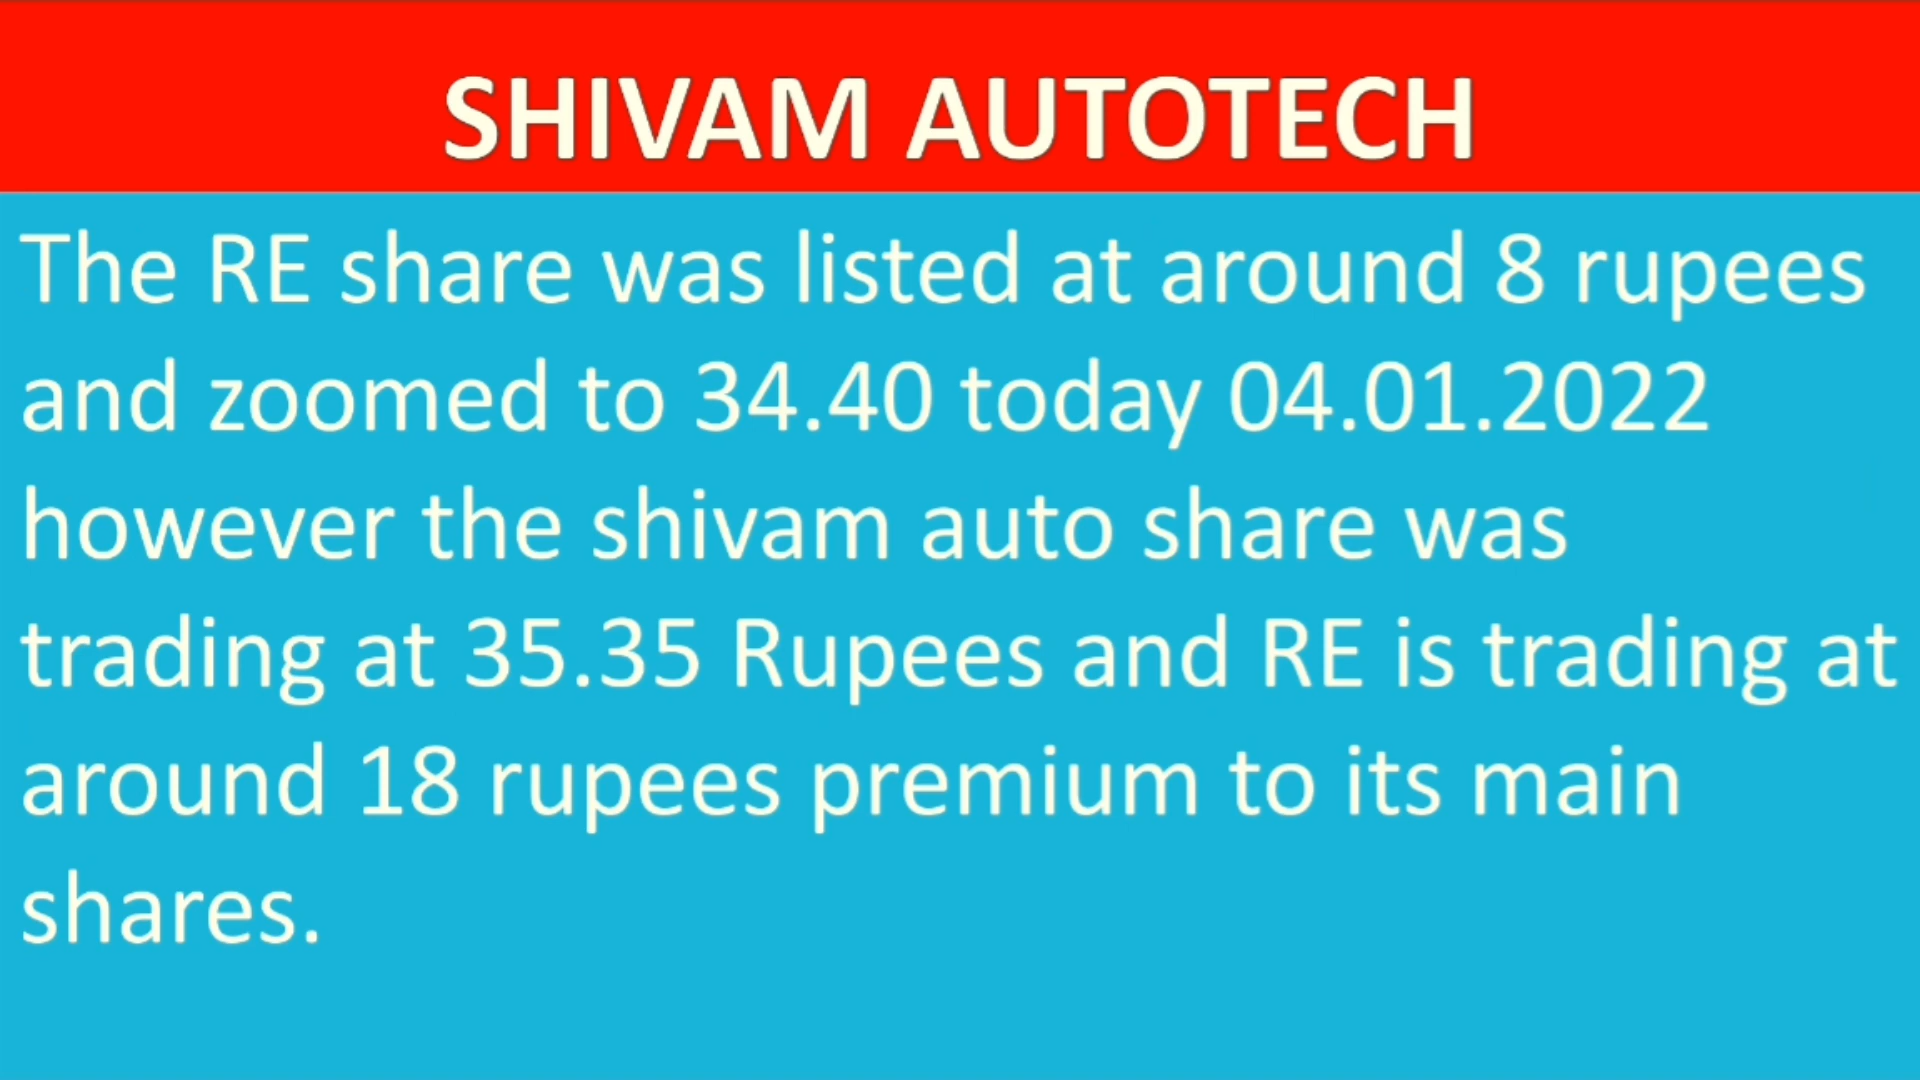 SHIVAM AUTOTECH
The RE share was listed at around 8 rupees
and zoomed to 34.40 today 04.01.2022
however the shivam auto share was
trading at 35.35 Rupees and RE is trading at
around 18 rupees premium to its main
shares.